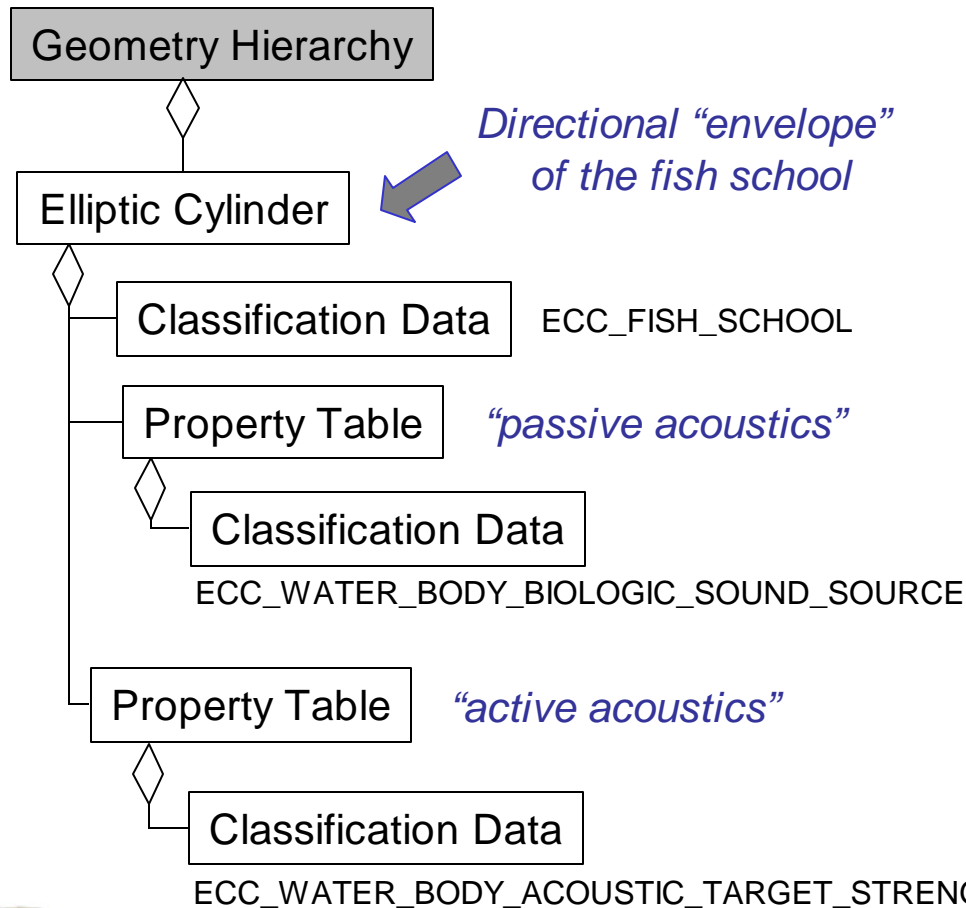 Geometry Hierarchy
Directional “envelope”
of the fish school
Elliptic Cylinder
Classification Data ECC_FISH_SCHOOL
Property Table “passive acoustics”
Classification Data
ECC_WATER_BODY_BIOLOGIC_SOUND_SOURCE
Property Table “active acoustics”
Classification Data
ECC_WATER_BODY_ACOUSTIC_TARGET_STREN